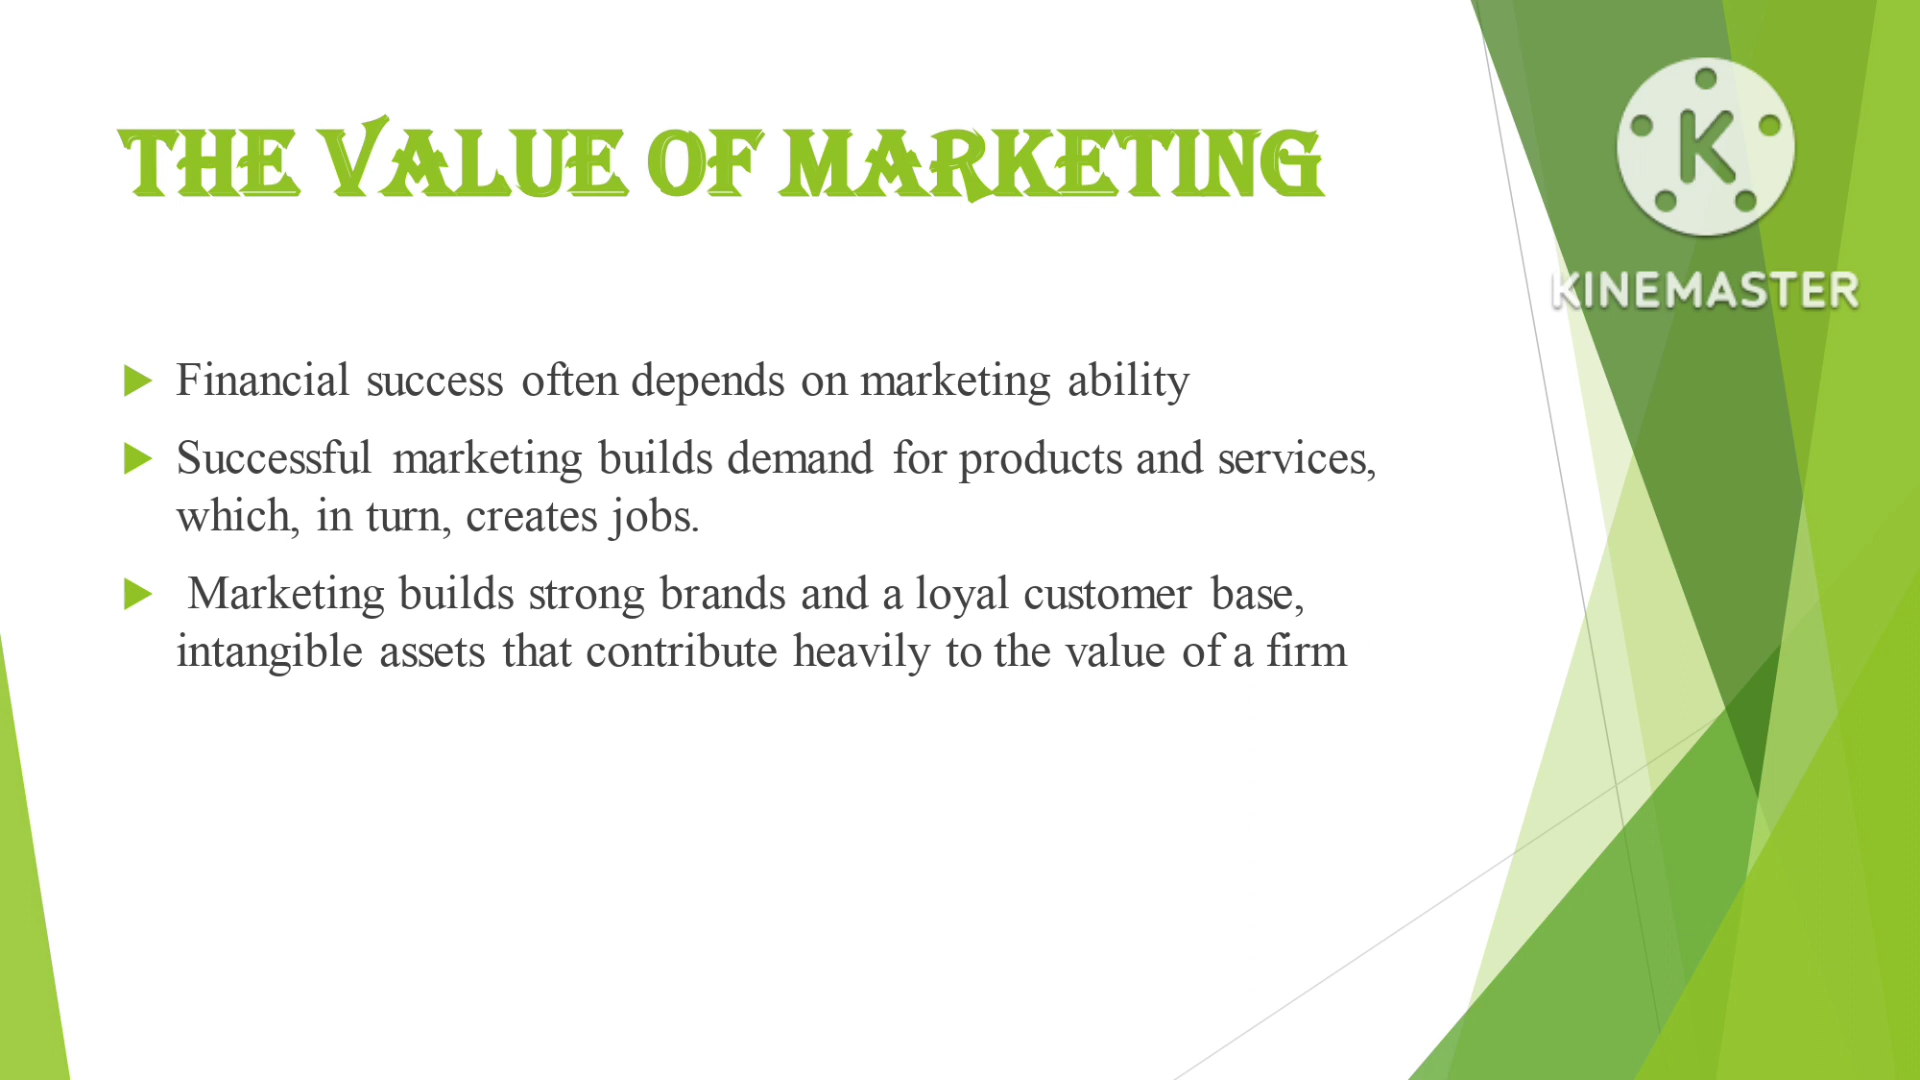 THE VALUE OF MARKETING
K
KINEMASTER
Financial success often depends on marketing ability
Successful marketing builds demand for products and services,
which, in turn, creates jobs.
Marketing builds strong brands and a loyal customer base,
intangible assets that contribute heavily to the value of a firm